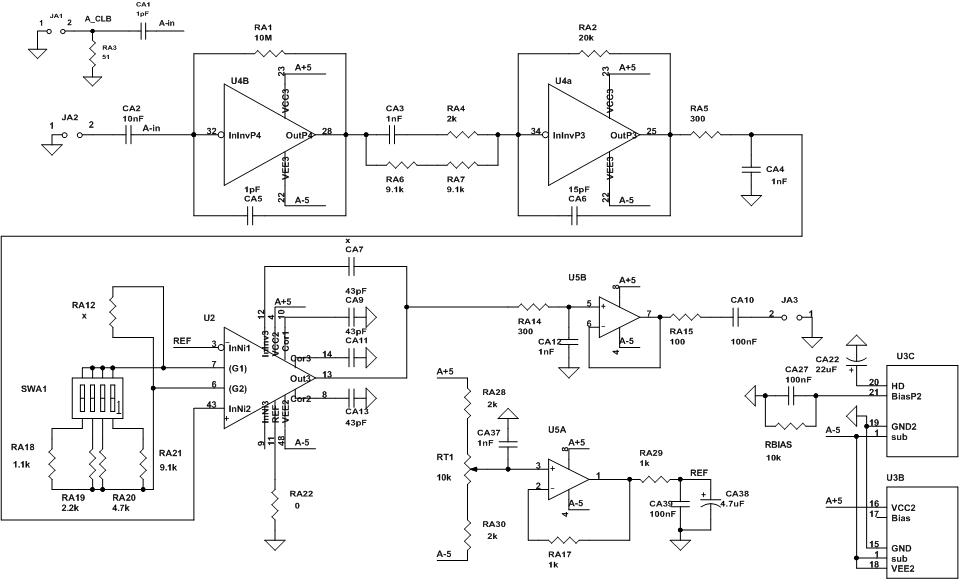 JA1
1
2
A_CLB
CA1
1pF
A-in
RA3
51
JA2
1
2
CA2
10nF
A-in
RA1
10M
U4B
23
A+5
VCC3
32
InInvP4
OutP4
28
VEE3
22
A-5
1pF
CA5
CA3
1nF
RA4
2k
RA6
9.1k
RA7
9.1k
RA2
20k
U4a
23
A+5
VCC3
34
InInvP3
OutP3
25
VEE3
22
A-5
15pF
CA6
RA5
300
CA4
1nF
x
CA7
RA12
x
SWA1
1
RA18
1.1k
RA19
2.2k
RA20
4.7k
RA21
9.1k
U2
REF
3
InNi1
7
(G1)
6
(G2)
43
InNi2
12
InInv3
4
VCC2
A+5
10
Cor1
43pF
CA9
43pF
CA11
14
Cor3
13
Out3
8
Cor2
CA13
43pF
9
InNi3
11
REF
48
VEE2
A-5
RA22
0
RA14
300
CA12
1nF
U5B
5
6
8
A+5
7
4
A-5
RA15
100
CA10
100nF
JA3
2
1
A+5
RA28
2k
RT1
10k
RA30
2k
A-5
CA37
1nF
U5A
3
2
8
A+5
1
4
A-5
RA17
1k
RA29
1k
REF
CA39
100nF
CA38
4.7uF
CA22
22uF
CA27
100nF
RBIAS
10k
U3C
20
HD
21
BiasP2
19
GND2
1
sub
A-5
U3B
A+5
16
VCC2
17
Bias
15
GND
1
sub
18
VEE2